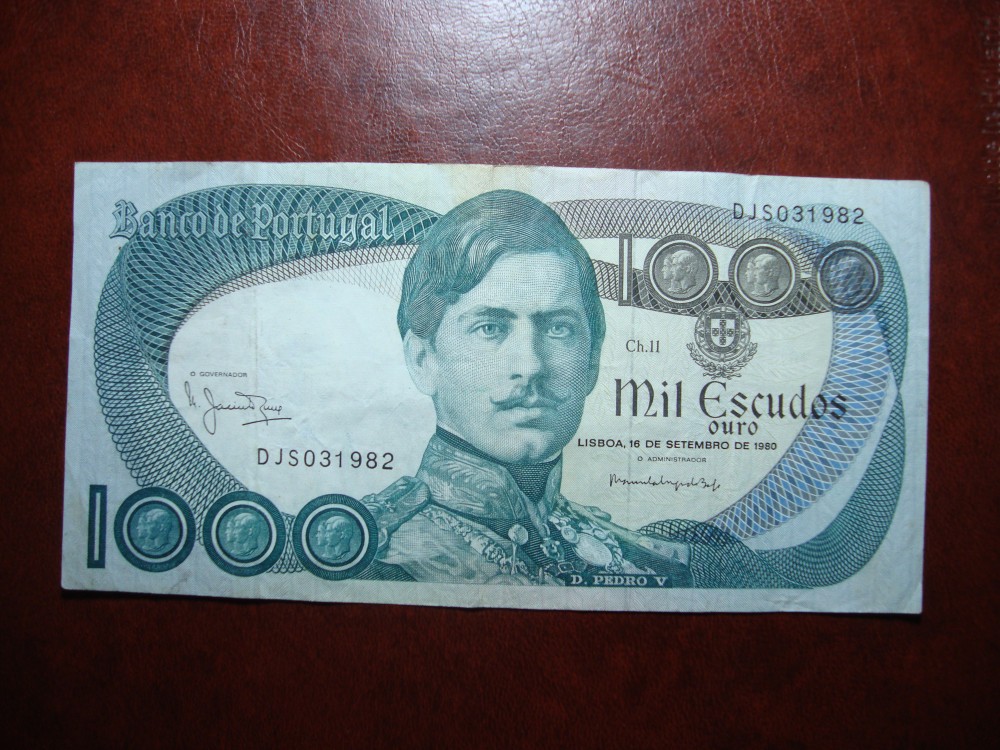 Banco de Portugal
DJS031982
1000
Ch.11
Mil Escudos
ouro
LISBOA, 16 DE SETEMBRO DE 1980
O GOVERNADOR
O ADMINISTRADOR
DJS031982
1000
D. PEDRO V